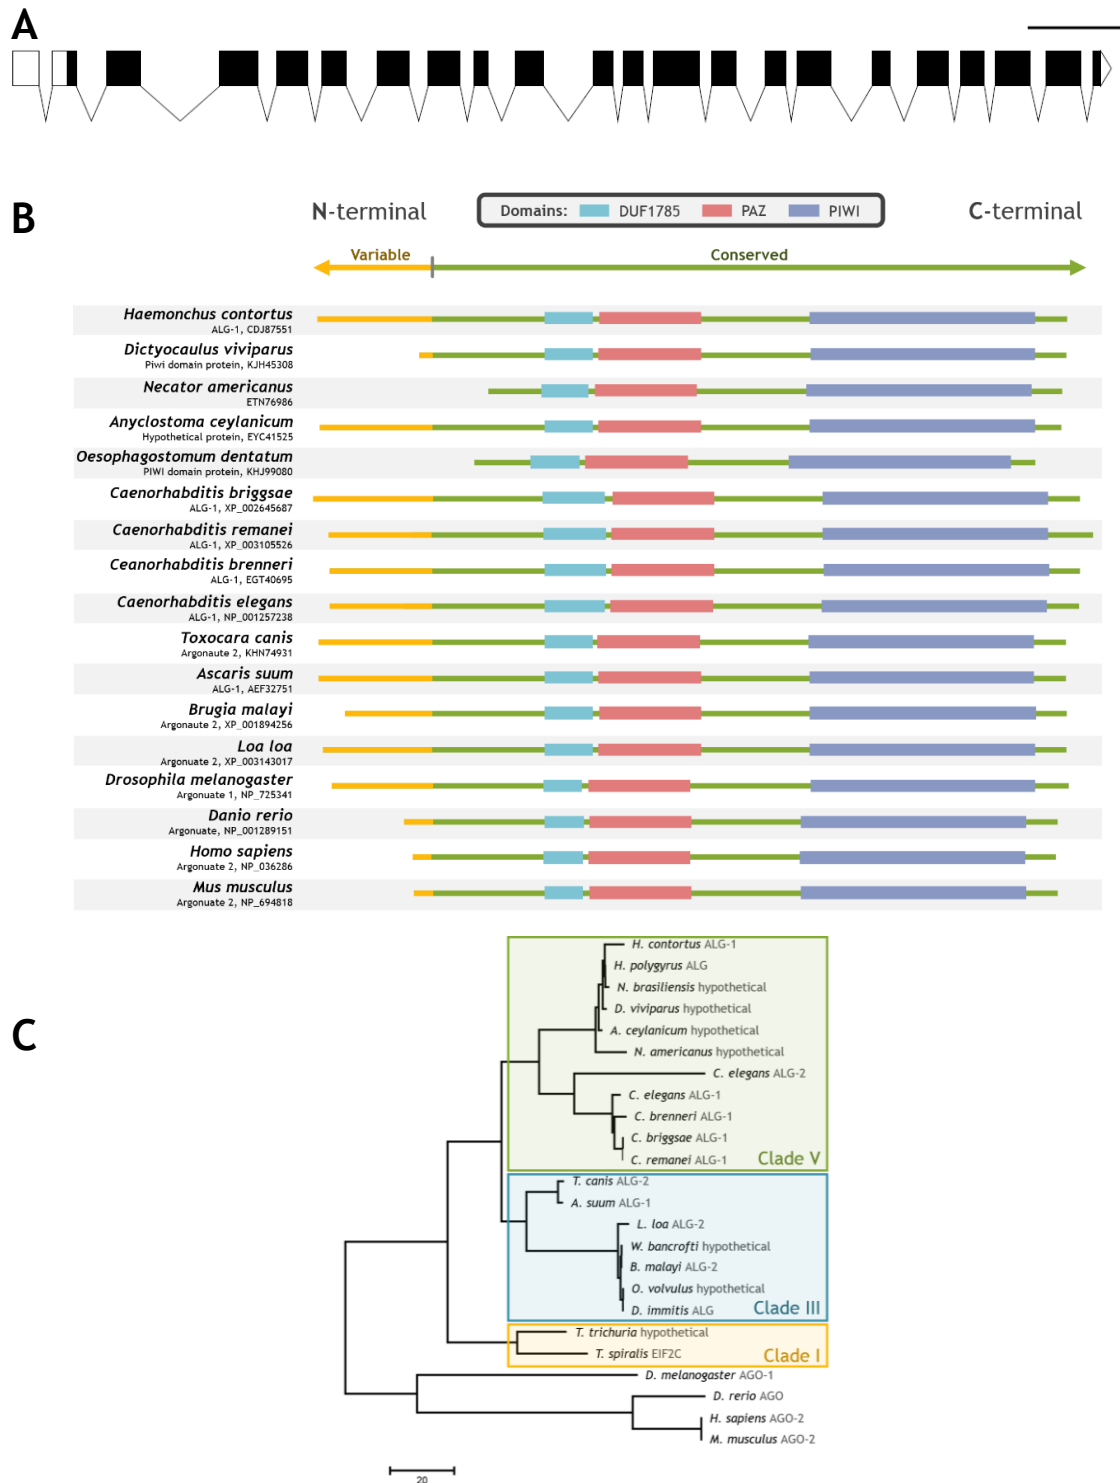 A
B
N-terminal
Domains: DUF1785 PAZ PIWI
C-terminal
Variable
Conserved
Haemonchus contortus
ALG-1, CDJ87551
Dictyocaulus viviparus
Piwi domain protein, KJH45308
Necator americanus
ETN76986
Anyclostoma ceylanicum
Hypothetical protein, EYC41525
Oesophagostomum dentatum
PIWI domain protein, KHJ99080
Caenorhabditis briggsae
ALG-1, XP_002645687
Caenorhabditis remanei
ALG-1, XP_003105526
Ceanorhabditis brenneri
ALG-1, EGT40695
Caenorhabditis elegans
ALG-1, NP_001257238
Toxocara canis
Argonaute 2, KHN74931
Ascaris suum
ALG-1, AEF32751
Brugia malayi
Argonaute 2, XP_001894256
Loa loa
Argouante 2, XP_003143017
Drosophila melanogaster
Argonuate 1, NP_725341
Danio rerio
Argonuate, NP_001289151
Homo sapiens
Argonuate 2, NP_036286
Mus musculus
Argonuate 2, NP_694818
C
H. contortus ALG-1
H. polygyrus ALG
N. brasiliensis hypothetical
D. viviparus hypothetical
A. ceylanicum hypothetical
N. americanus hypothetical
C. elegans ALG-2
C. elegans ALG-1
C. brenneri ALG-1
C. briggsae ALG-1
C. remanei ALG-1
Clade V
T. canis ALG-2
A. suum ALG-1
L. loa ALG-2
W. bancrofti hypothetical
B. malayi ALG-2
O. volvulus hypothetical
D. immitis ALG
Clade III
T. trichuria hypothetical
T. spiralis EIF2C
Clade I
D. melanogaster AGO-1
D. rerio AGO
H. sapiens AGO-2
M. musculus AGO-2
20